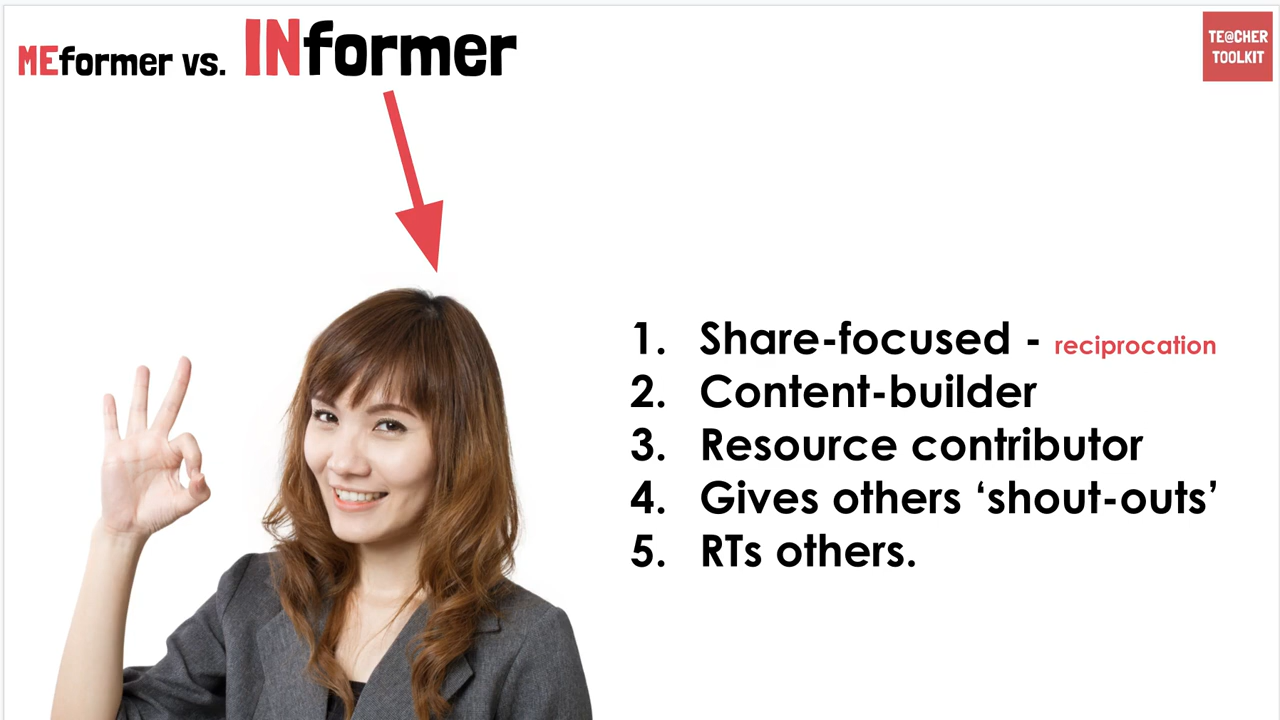 MEformer vs. INformer
TE@CHER
TOOLKIT
1. Share-focused - reciprocation
2. Content-builder
3. Resource contributor
4. Gives others ‘shout-outs’
5. RTs others.